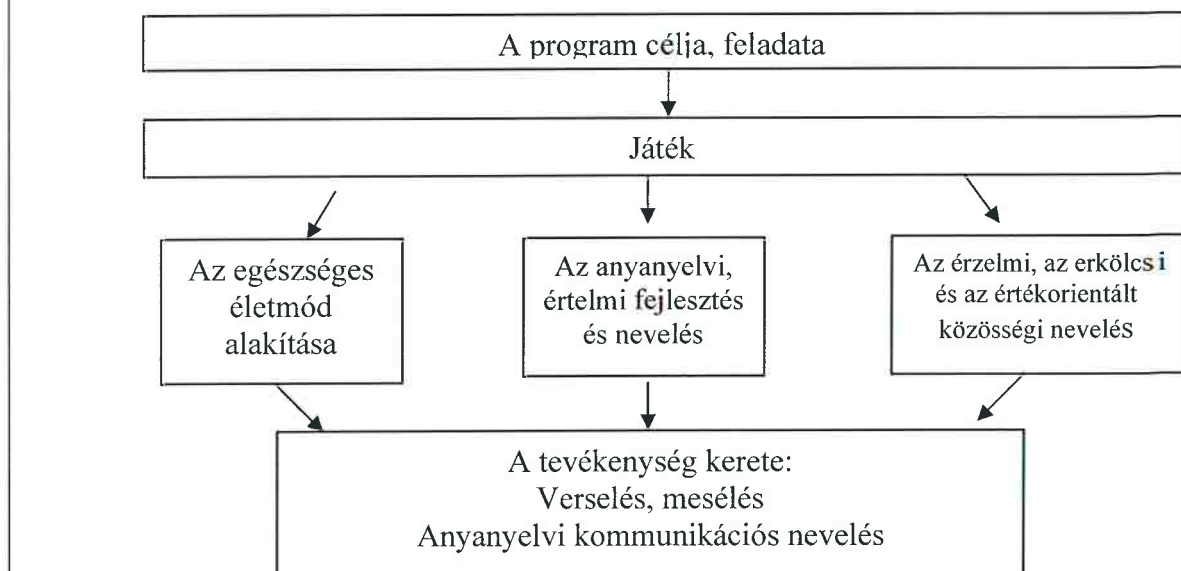 A program célja, feladata
Játék
Az egészséges
életmód
alakítása
Az anyanyelvi,
értelmi fejlesztés
és nevelés
Az érzelmi, az erkölcsi
és az értékorientált
közösségi nevelés
A tevékenység kerete:
Verselés, mesélés
Anyanyelvi kommunikációs nevelés